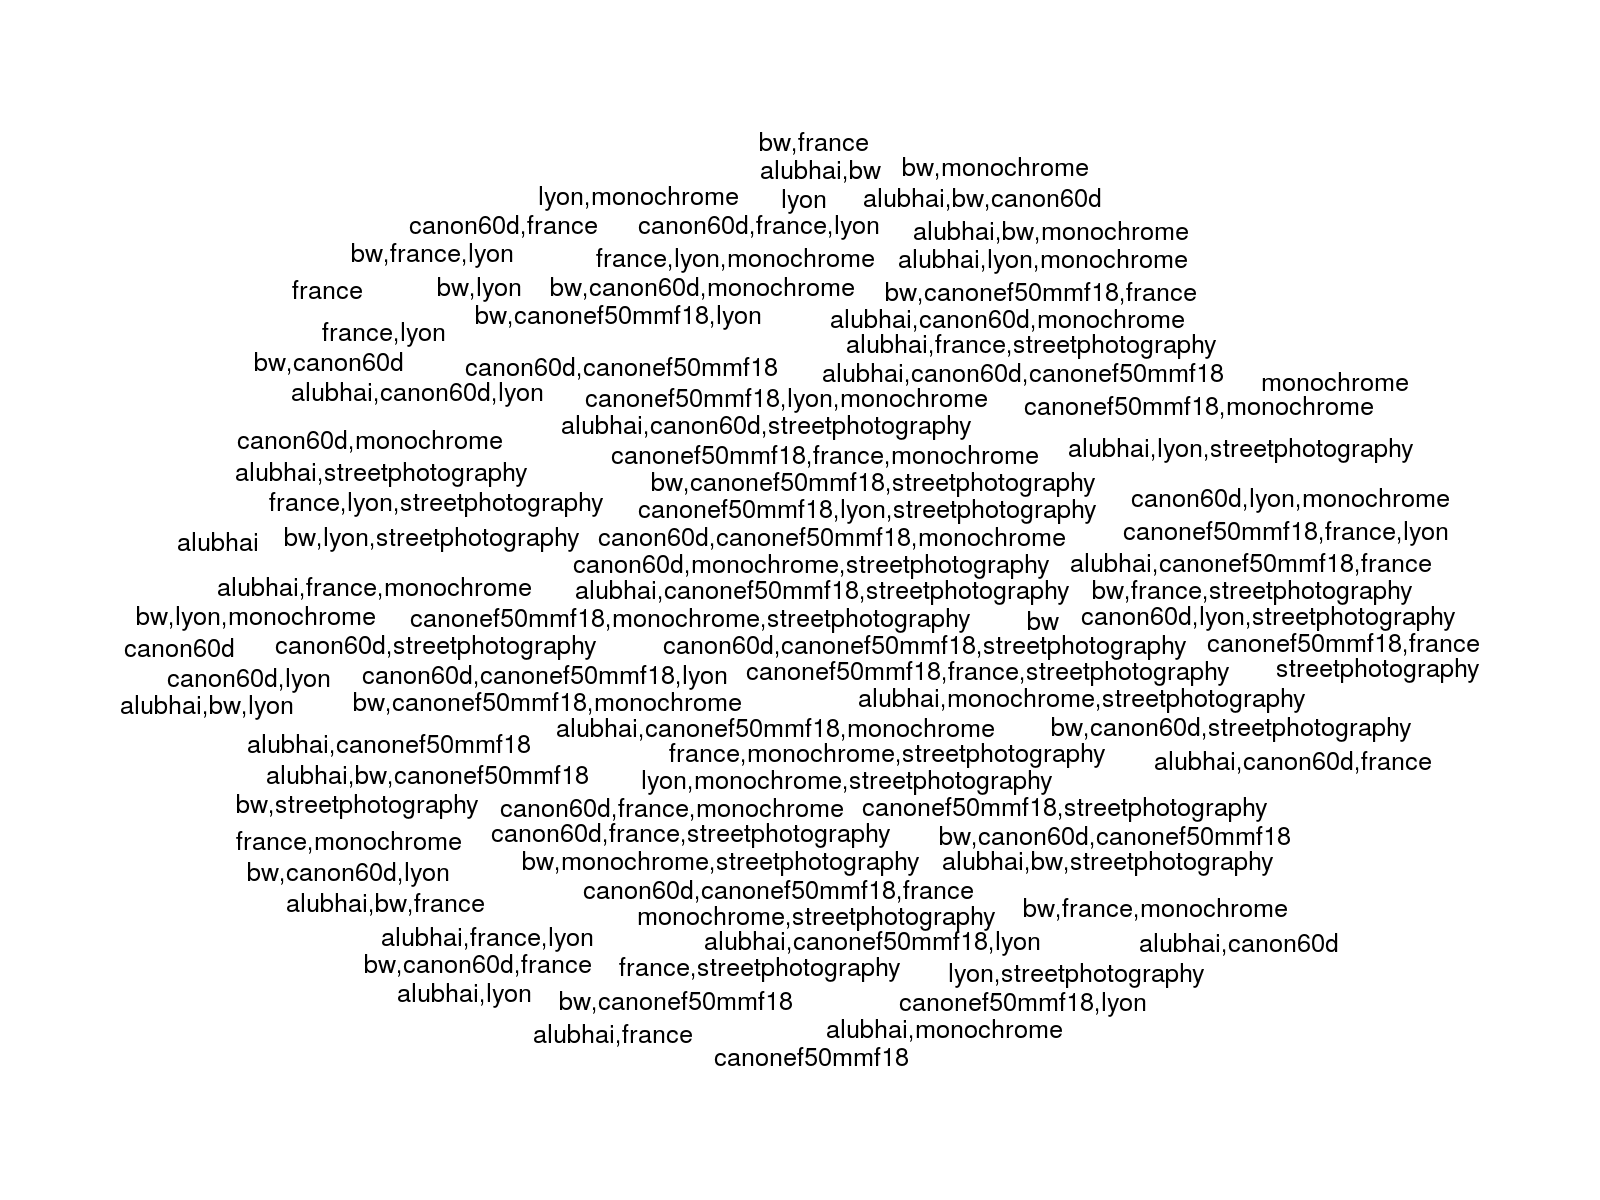 bw,france
alubhai,bw bw,monochrome
lyon,monochrome lyon alubhai,bw,canon60d
canon60d,france canon60d,france,lyon alubhai,bw,monochrome
bw,france,lyon france,lyon,monochrome alubhai,lyon,monochrome
france bw,lyon bw,canon60d,monochrome bw,canonef50mmf18,france
bw,canonef50mmf18,lyon alubhai,canon60d,monochrome
france,lyon alubhai,france,streetphotography
bw,canon60d canon60d,canonef50mmf18 alubhai,canon60d,canonef50mmf18 monochrome
alubhai,canon60d,lyon canonef50mmf18,lyon,monochrome canonef50mmf18,monochrome
alubhai,canon60d,streetphotography
canon60d,monochrome canonef50mmf18,france,monochrome alubhai,lyon,streetphotography
alubhai,streetphotography bw,canonef50mmf18,streetphotography
france,lyon,streetphotography canonef50mmf18,lyon,streetphotography canon60d,lyon,monochrome
alubhai bw,lyon,streetphotography canon60d,canonef50mmf18,monochrome canonef50mmf18,france,lyon
canon60d,monochrome,streetphotography alubhai,canonef50mmf18,france
alubhai,france,monochrome alubhai,canonef50mmf18,streetphotography bw,france,streetphotography
bw,lyon,monochrome canonef50mmf18,monochrome,streetphotography bw canon60d,lyon,streetphotography
canon60d canon60d,streetphotography canon60d,canonef50mmf18,streetphotography canonef50mmf18,france
canon60d,lyon canon60d,canonef50mmf18,lyon canonef50mmf18,france,streetphotography streetphotography
alubhai,bw,lyon bw,canonef50mmf18,monochrome alubhai,monochrome,streetphotography
alubhai,canonef50mmf18,monochrome bw,canon60d,streetphotography
alubhai,canonef50mmf18 france,monochrome,streetphotography alubhai,canon60d,france
alubhai,bw,canonef50mmf18 lyon,monochrome,streetphotography
bw,streetphotography canon60d,france,monochrome canonef50mmf18,streetphotography
france,monochrome canon60d,france,streetphotography bw,canon60d,canonef50mmf18
bw,canon60d,lyon bw,monochrome,streetphotography alubhai,bw,streetphotography
canon60d,canonef50mmf18,france
alubhai,bw,france monochrome,streetphotography bw,france,monochrome
alubhai,france,lyon alubhai,canonef50mmf18,lyon alubhai,canon60d
bw,canon60d,france france,streetphotography lyon,streetphotography
alubhai,lyon bw,canonef50mmf18 canonef50mmf18,lyon
alubhai,france alubhai,monochrome
canonef50mmf18